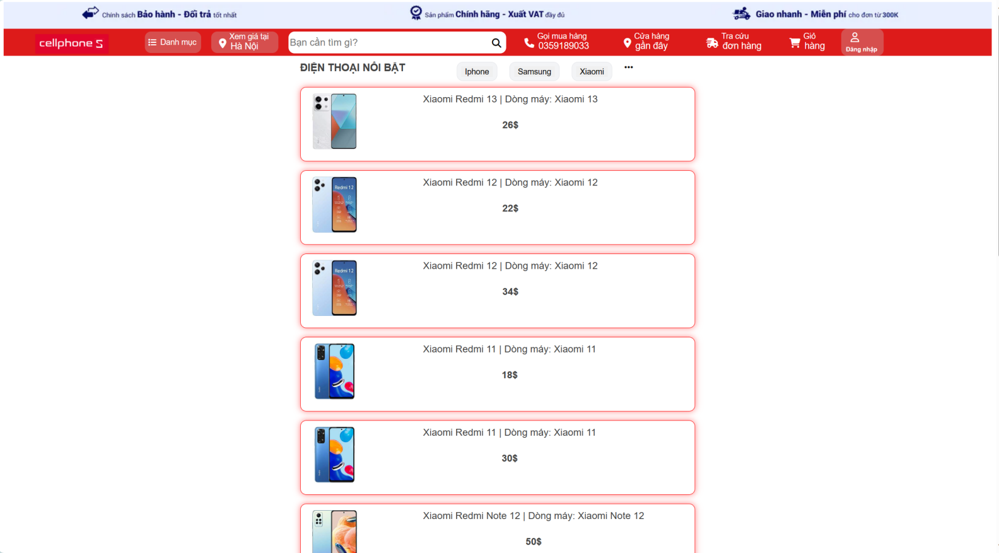 Chính sách Bảo hành - Đổi trả tốt nhất
Sản phẩm Chính hãng - Xuất VAT đầy đủ
Giao nhanh - Miễn phí cho đơn từ 300K
cellphone S
Danh mục
Xem giá tại
Hà Nội
Bạn cần tìm gì?
Gọi mua hàng
0359189033
Cửa hàng
gần đây
Tra cứu
đơn hàng
Giỏ
hàng
Đăng nhập
ĐIỆN THOẠI NỔI BẬT
Iphone
Samsung
Xiaomi
•••
Xiaomi Redmi 13 | Dòng máy: Xiaomi 13
26$
Redmi 12
Xiaomi Redmi 12 | Dòng máy: Xiaomi 12
22$
Redmi 12
Xiaomi Redmi 12 | Dòng máy: Xiaomi 12
34$
Xiaomi Redmi 11 | Dòng máy: Xiaomi 11
18$
Xiaomi Redmi 11 | Dòng máy: Xiaomi 11
30$
Xiaomi Redmi Note 12 | Dòng máy: Xiaomi Note 12
50$